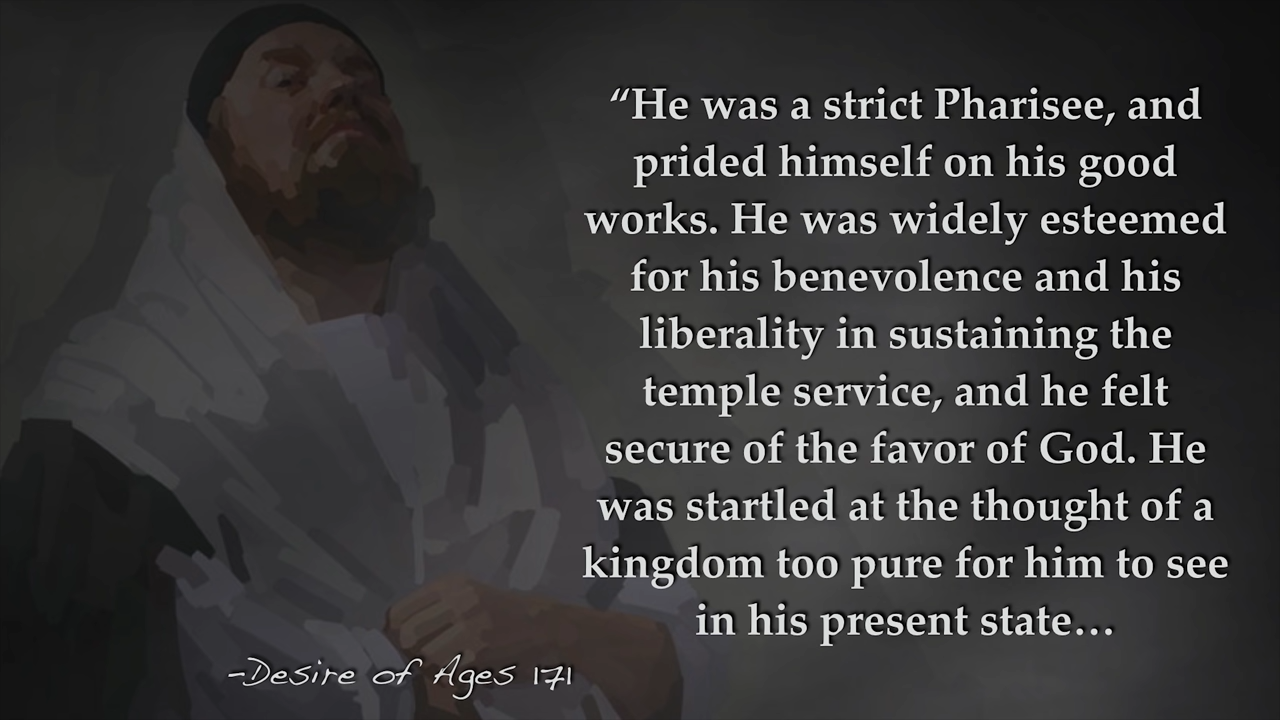 “He was a strict Pharisee, and
prided himself on his good
works. He was widely esteemed
for his benevolence and his
liberality in sustaining the
temple service, and he felt
secure of the favor of God. He
was startled at the thought of a
kingdom too pure for him to see
in his present state…
-Desire of Ages 171